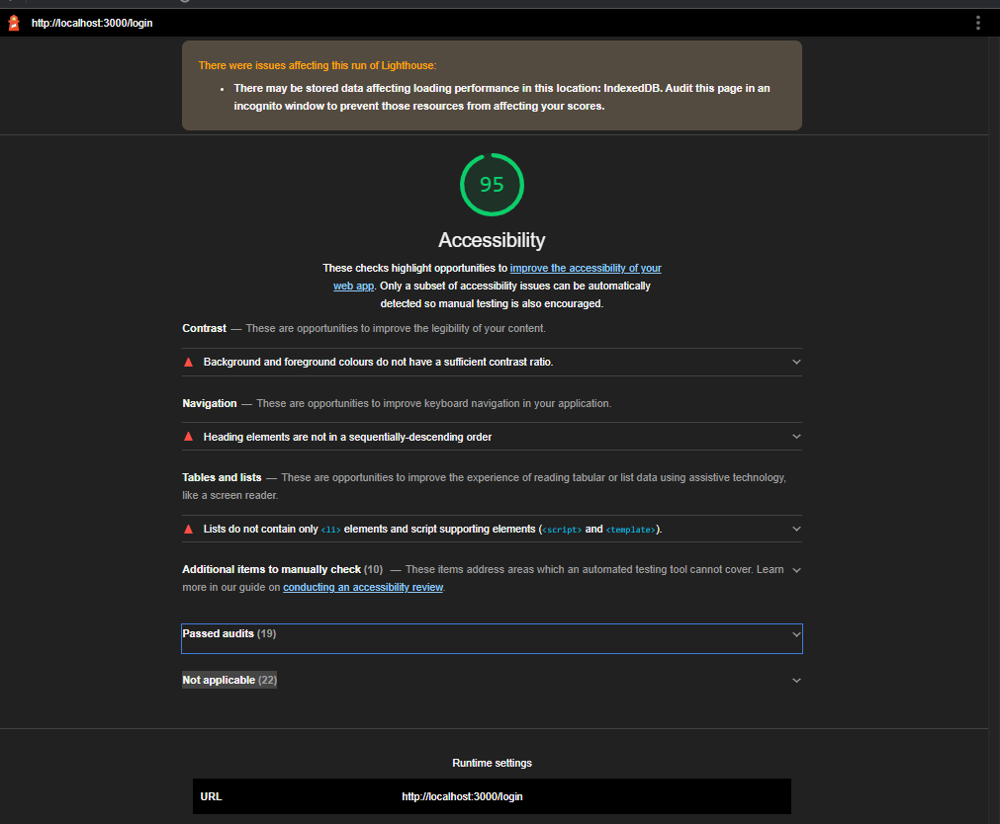 http://localhost:3000/login
There were issues affecting this run of Lighthouse:
• There may be stored data affecting loading performance in this location: IndexedDB. Audit this page in an
incognito window to prevent those resources from affecting your scores.
95
Accessibility
These checks highlight opportunities to improve the accessibility of your
web app. Only a subset of accessibility issues can be automatically
detected so manual testing is also encouraged.
Contrast — These are opportunities to improve the legibility of your content.
Background and foreground colours do not have a sufficient contrast ratio.
Navigation — These are opportunities to improve keyboard navigation in your application.
Heading elements are not in a sequentially-descending order
Tables and lists — These are opportunities to improve the experience of reading tabular or list data using assistive technology,
like a screen reader.
Lists do not contain only <li> elements and script supporting elements (<script> and <template>).
Additional items to manually check (10) — These items address areas which an automated testing tool cannot cover. Learn
more in our guide on conducting an accessibility review.
Passed audits (19)
Not applicable (22)
Runtime settings
URL http://localhost:3000/login